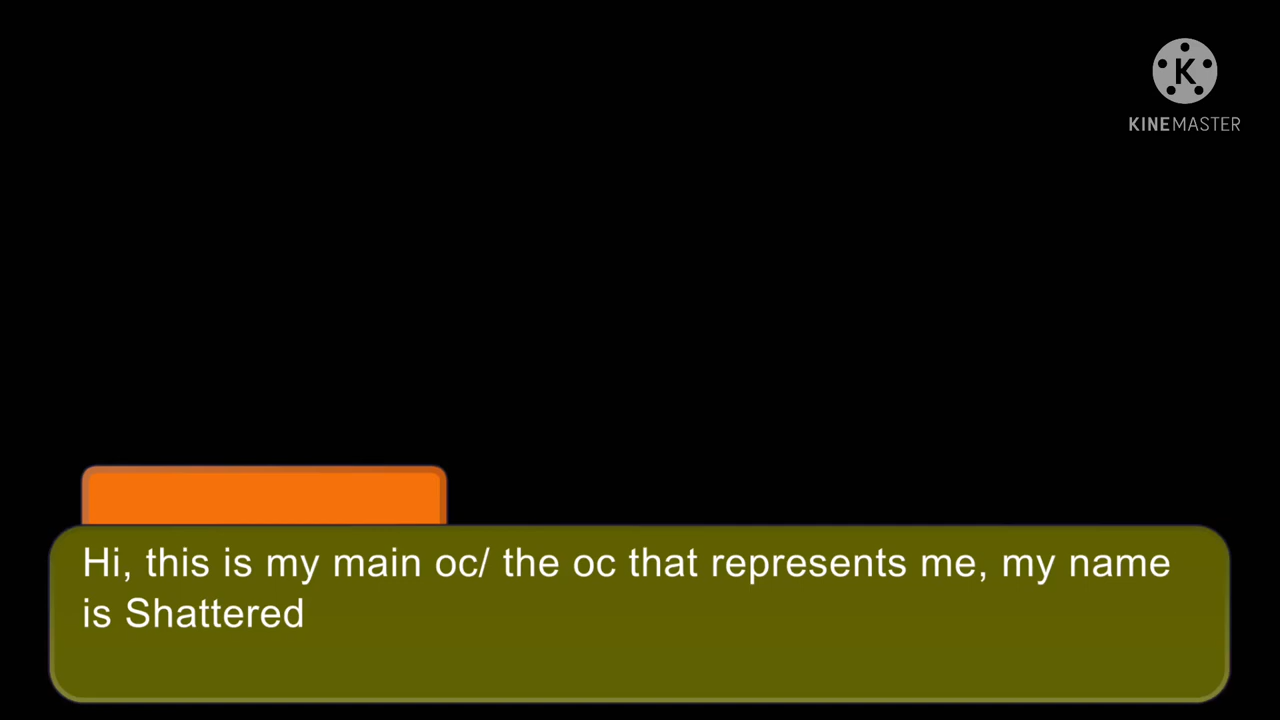 K
KINEMASTER
Hi, this is my main oc/ the oc that represents me, my name
is Shattered